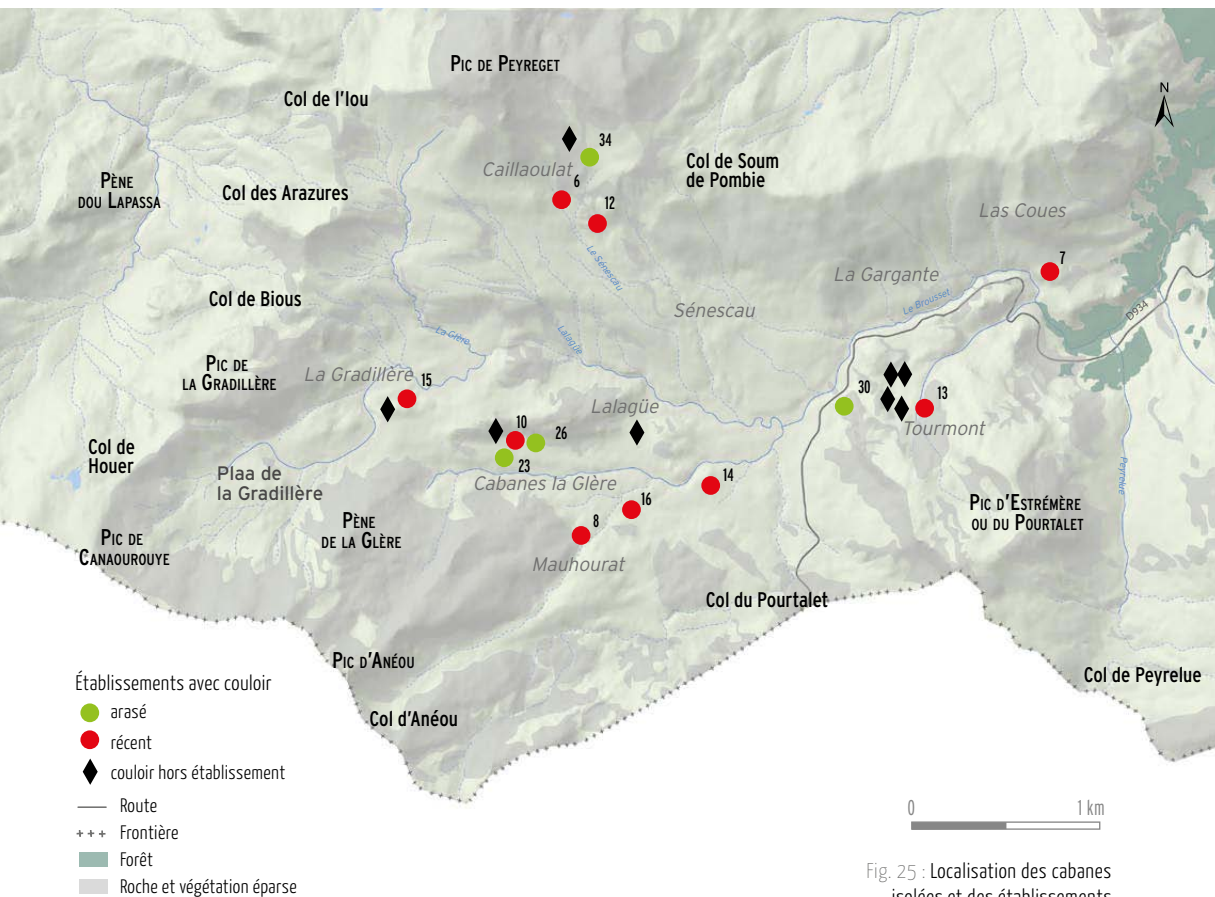 Pic de Peyreget
Col de l'Iou
N
34
Caillaoulat
Col de Soum
de Pombie
Pène
dou Lapassa
Col des Arazures
6
12
Las Coues
Le Sénescau
7
La Gargante
Col de Bious
Le Brousset
D934
Sénescau
La Glère
Lalagüe
Pic de
la Gradillère
La Gradillère
15
30
13
Lalagüe
Tourmont
10
26
Col de
Houer
23
Plaa de
la Gradillère
Cabanes la Glère
14
Peyrelue
Pic d'Estrémère
ou du Pourtalet
16
Pène
de la Glère
8
Pic de
Canaourouye
Mauhourat
Col du Pourtalet
Pic d'Anéou
Col de Peyrelue
Col d'Anéou
Établissements avec couloir
arasé
récent
couloir hors établissement
Route
Frontière
Forêt
Roche et végétation éparse
0 1 km
Fig. 25 : Localisation des cabanes
isolées et des établissements